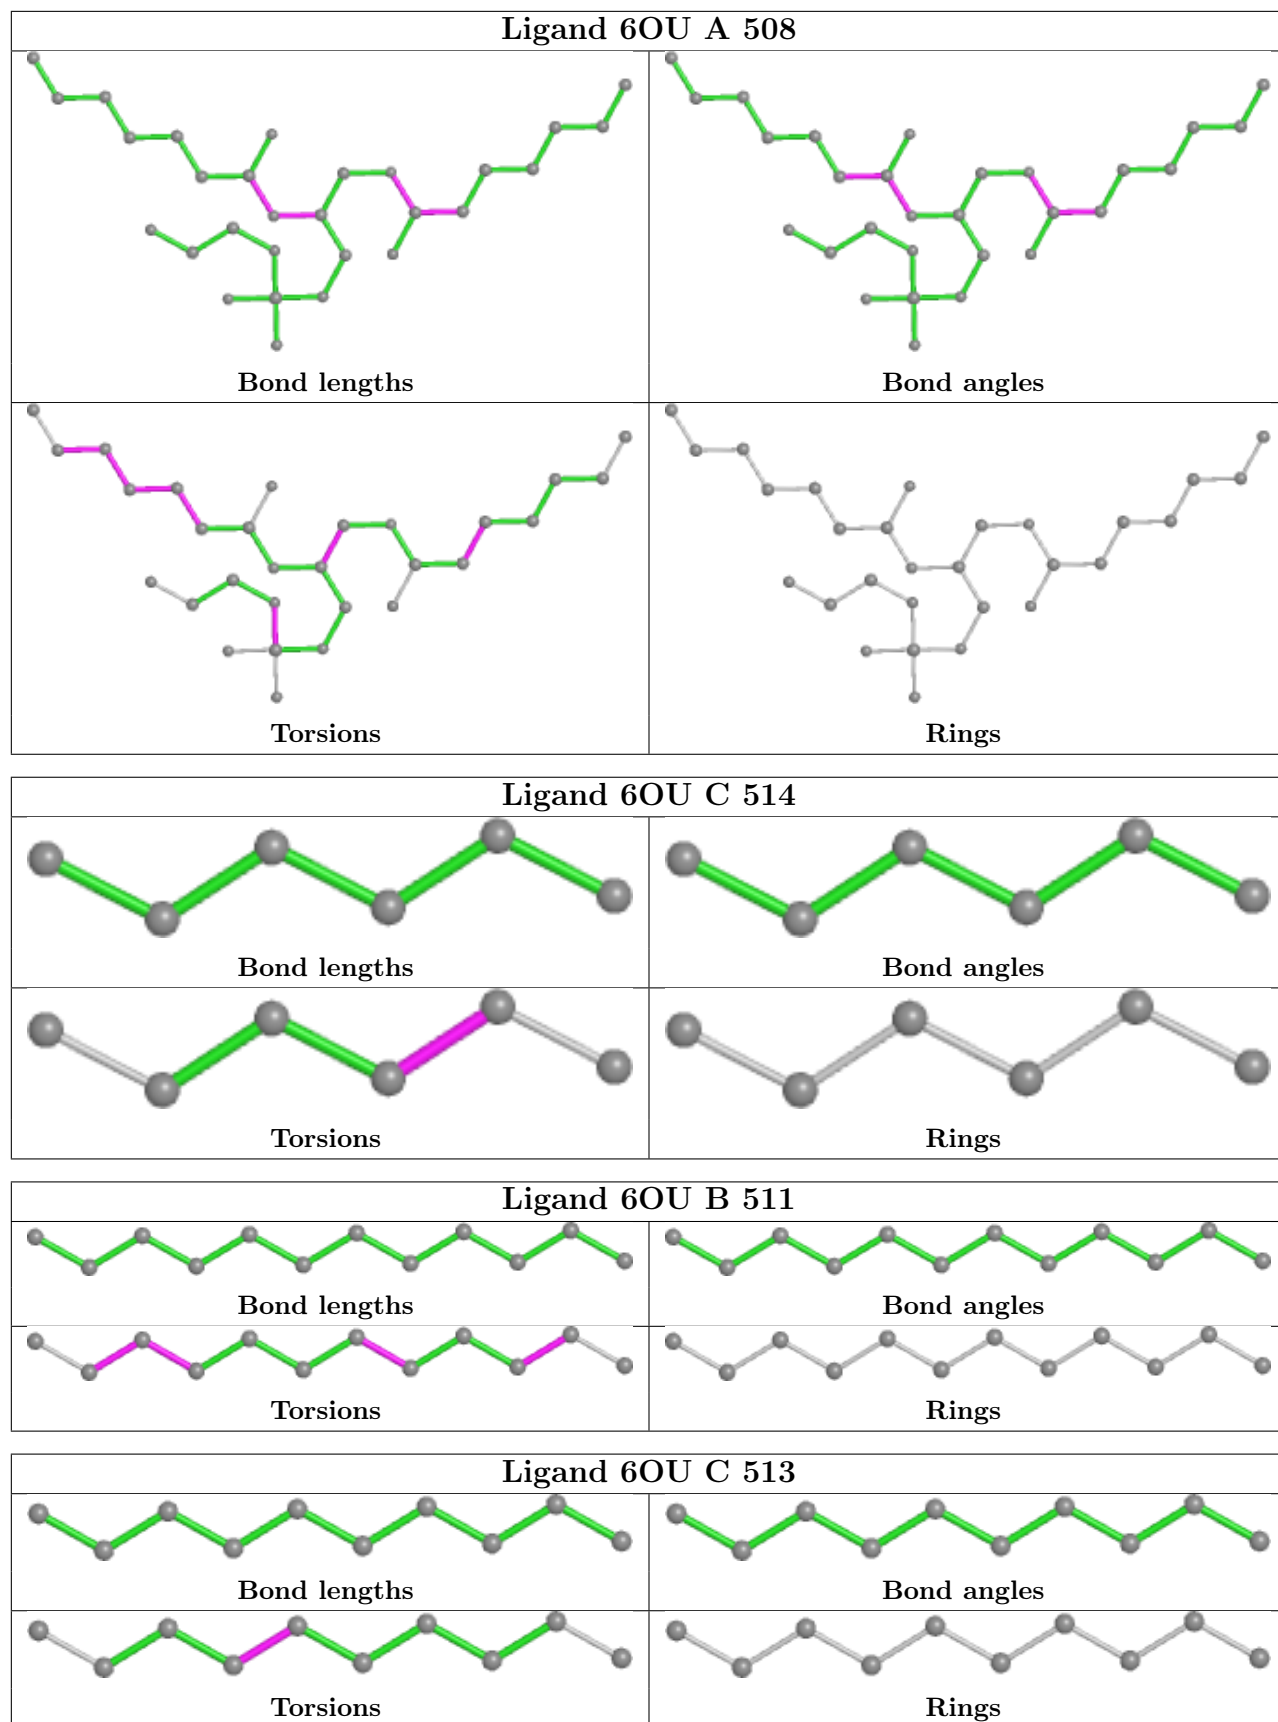 Ligand 6OU A 508
Bond lengths
Bond angles
Torsions
Rings
Ligand 6OU C 514
Bond lengths
Bond angles
Torsions
Rings
Ligand 6OU B 511
Bond lengths
Bond angles
Torsions
Rings
Ligand 6OU C 513
Bond lengths
Bond angles
Torsions
Rings